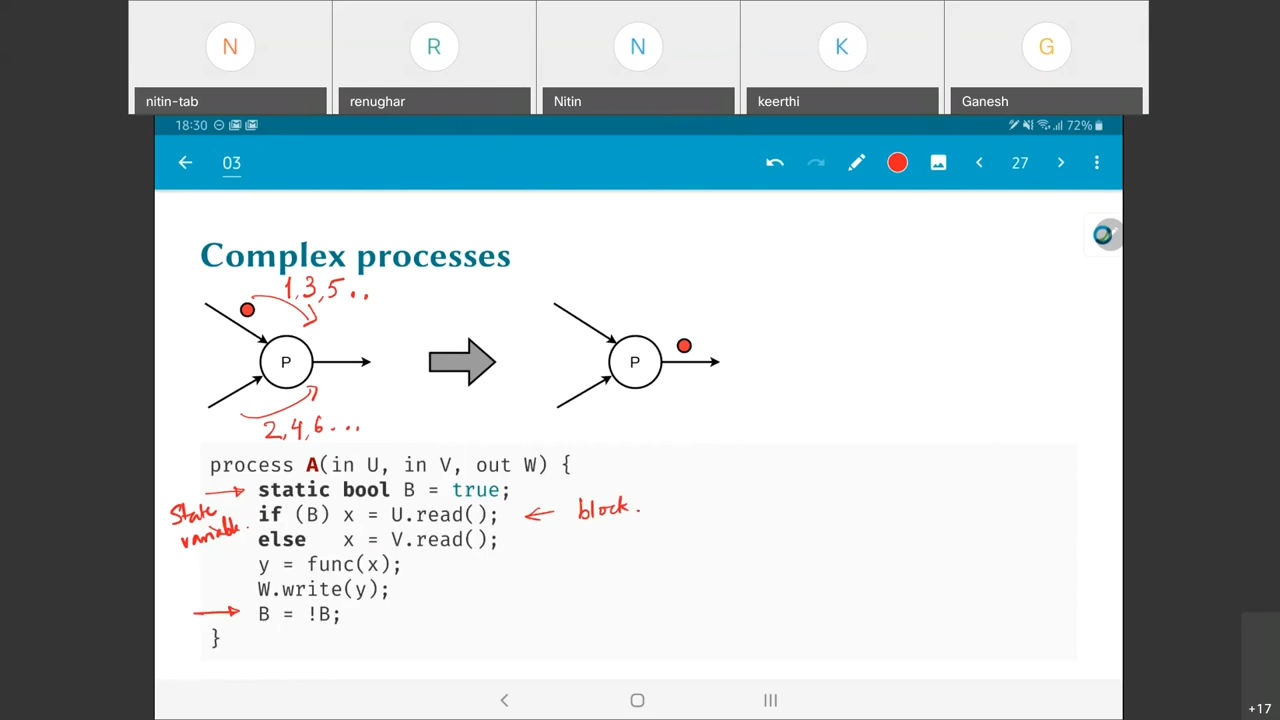 N
R
N
K
G
nitin-tab
renughar
Nitin
keerthi
Ganesh
18:30
72%
03
27
Complex processes
1,3,5..
P
P
2,4,6...
process A(in U, in V, out W) {
static bool B = true;
State variable.
if (B) x = U.read();
block.
else x = V.read();
y = func(x);
W.write(y);
B = !B;
}
+17